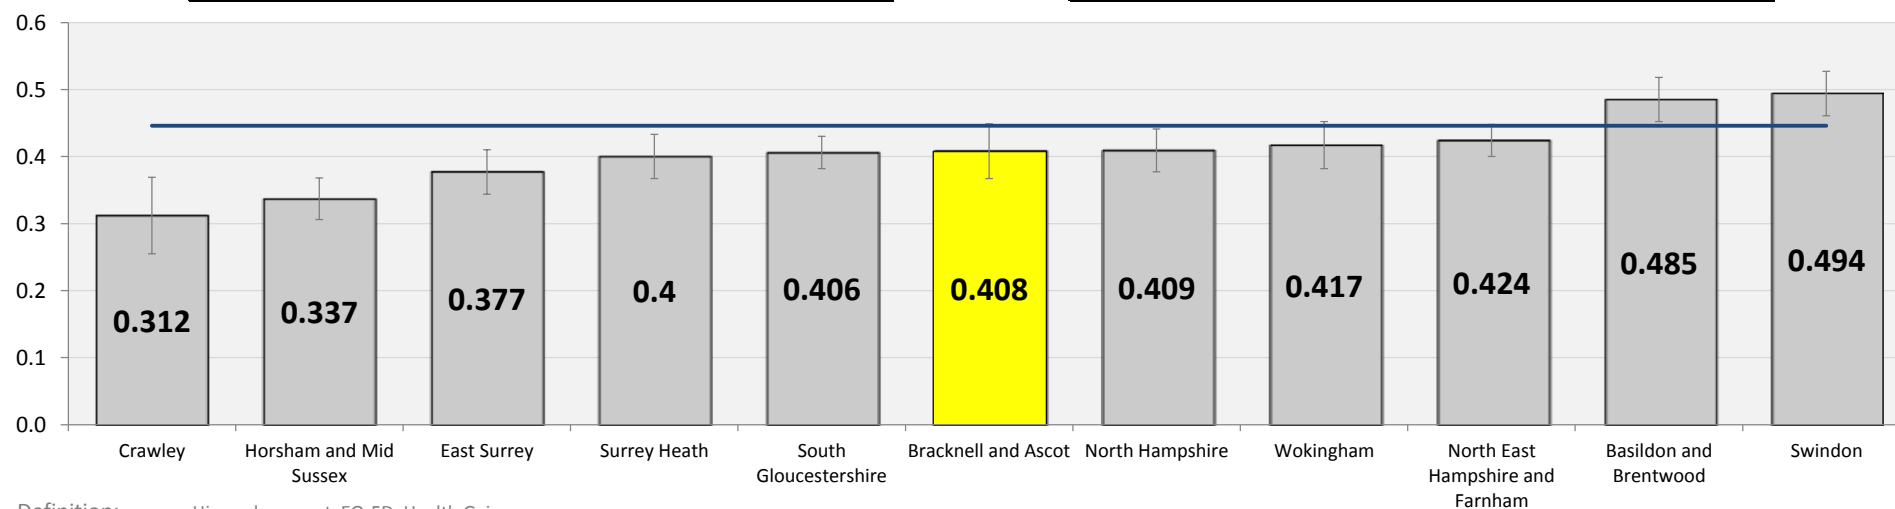 0.6
0.5
0.4
0.3
0.2
0.1
0.0
0.312
0.337
0.377
0.4
0.406
0.408
0.409
0.417
0.424
0.485
0.494
Crawley
Horsham and Mid
Sussex
East Surrey
Surrey Heath
South
Gloucestershire
Bracknell and Ascot
North Hampshire
Wokingham
North East
Hampshire and
Farnham
Basildon and
Brentwood
Swindon
Definition: